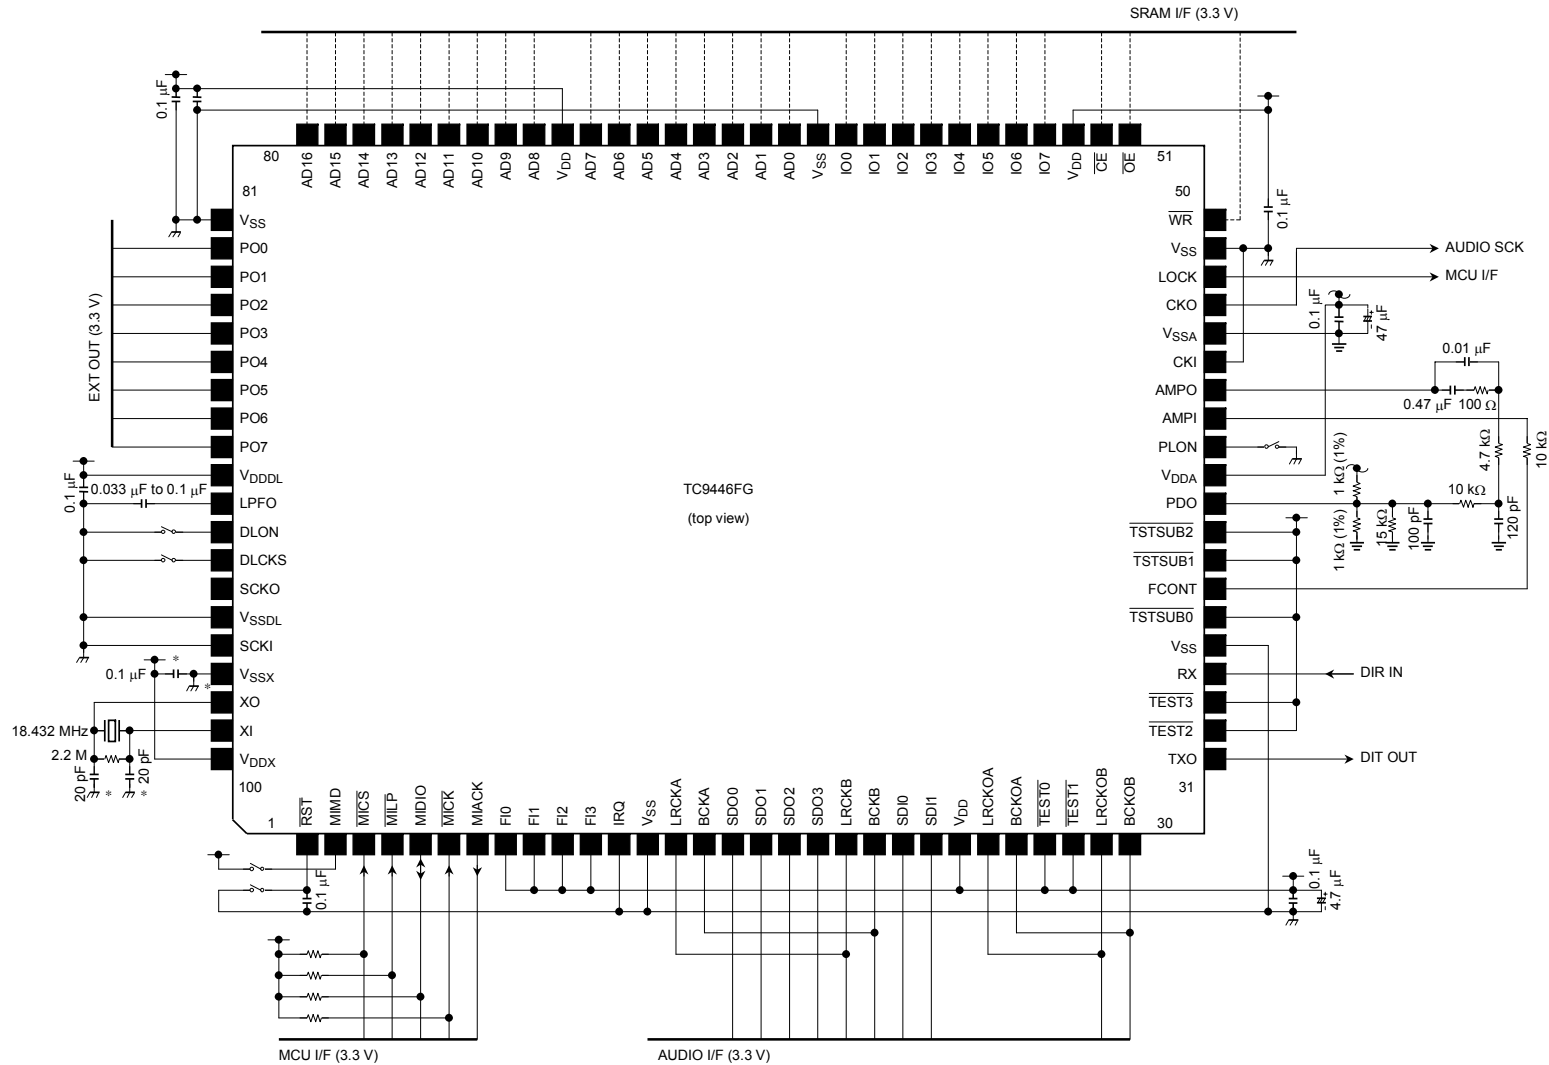 SRAM I/F (3.3 V)
0.1 μF
80
AD16
AD15
AD14
AD13
AD12
AD11
AD10
AD9
AD8
VDD
AD7
AD6
AD5
AD4
AD3
AD2
AD1
AD0
VSS
IO0
IO1
IO2
IO3
IO4
IO5
IO6
IO7
VDD
CE
OE
51
81
50
0.1 μF
EXT OUT (3.3 V)
VSS
PO0
PO1
PO2
PO3
PO4
PO5
PO6
PO7
VDDDL
LPFO
DLON
DLCKS
SCKO
VSSDL
SCKI
VSSX
XO
XI
VDDX
100
0.1 μF
0.033 μF to 0.1 μF
0.1 μF
*
*
18.432 MHz
2.2 M
20 pF
*
20 pF
*
TC9446FG
(top view)
WR
VSS
LOCK
CKO
VSSA
CKI
AMPO
AMPI
PLON
VDDA
PDO
TSTSUB2
TSTSUB1
FCONT
TSTSUB0
VSS
RX
TEST3
TEST2
TXO
31
AUDIO SCK
MCU I/F
0.1 μF
47 μF
0.01 μF
0.47 μF
100 Ω
4.7 kΩ
10 kΩ
1 kΩ (1%)
10 kΩ
1 kΩ (1%)
15 kΩ
100 pF
120 pF
DIR IN
DIT OUT
1
RST
MIMD
MICS
MILP
MIDIO
MICK
MIACK
FI0
FI1
FI2
FI3
IRQ
VSS
LRCKA
BCKA
SDO0
SDO1
SDO2
SDO3
LRCKB
BCKB
SDI0
SDI1
VDD
LRCKOA
BCKOA
TEST0
TEST1
LRCKOB
BCKOB
30
0.1 μF
0.1 μF
4.7 μF
MCU I/F (3.3 V)
AUDIO I/F (3.3 V)